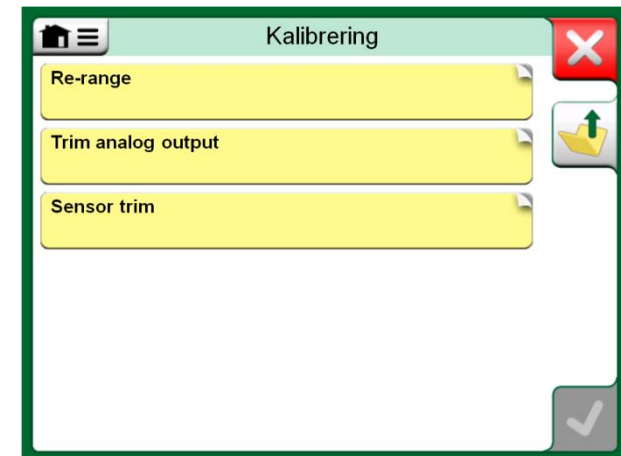 Kalibrering
Re-range
Trim analog output
Sensor trim